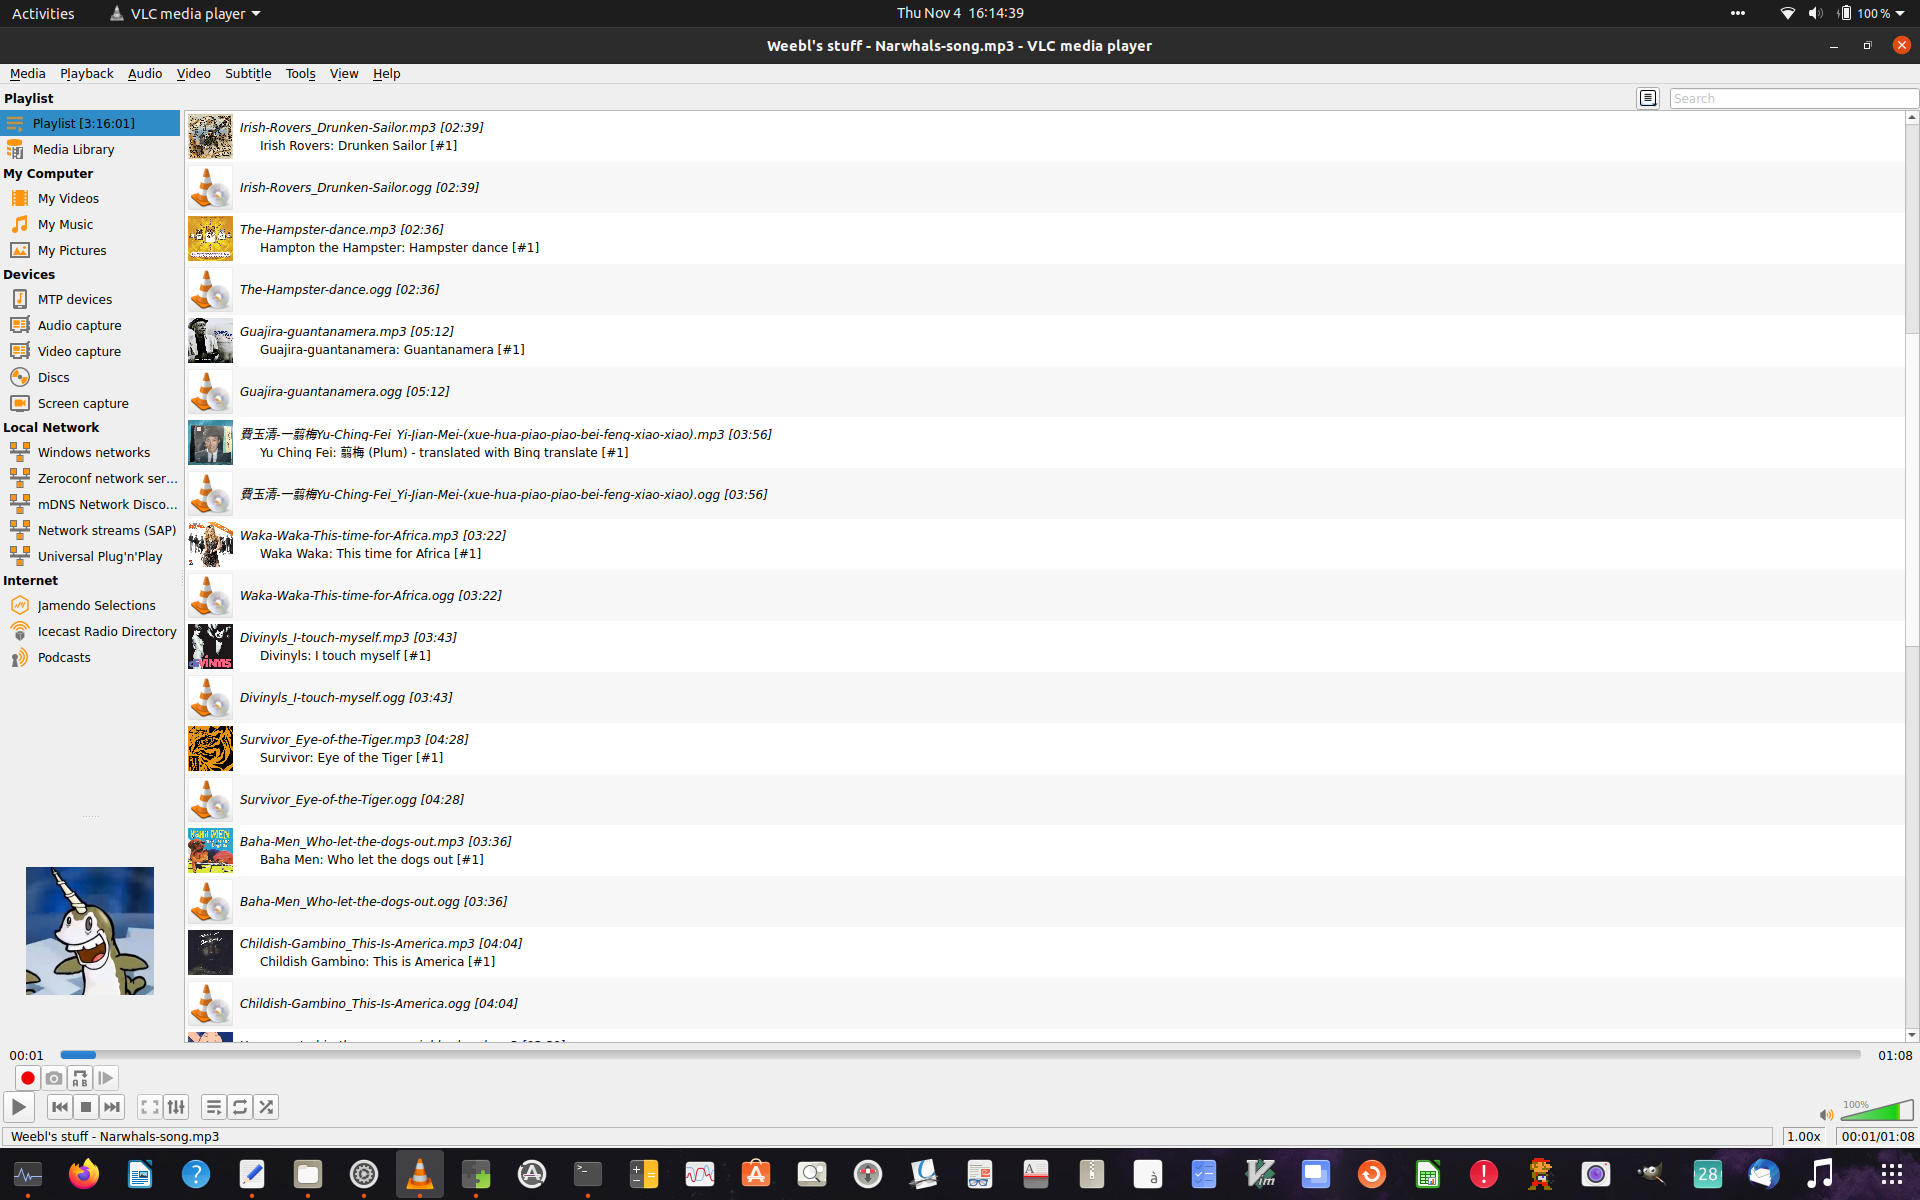 Activities
VLC media player
Thu Nov 4 16:14:39
100 %
Weebl's stuff - Narwhals-song.mp3 - VLC media player
Media Playback Audio Video Subtitle Tools View Help
Playlist
Search
Playlist [3:16:01]
Media Library
My Computer
My Videos
My Music
My Pictures
Devices
MTP devices
Audio capture
Video capture
Discs
Screen capture
Local Network
Windows networks
Zeroconf network ser...
mDNS Network Disco...
Network streams (SAP)
Universal Plug'n'Play
Internet
Jamendo Selections
Icecast Radio Directory
Podcasts
Irish-Rovers_Drunken-Sailor.mp3 [02:39]
Irish Rovers: Drunken Sailor [#1]
Irish-Rovers_Drunken-Sailor.ogg [02:39]
The-Hampster-dance.mp3 [02:36]
Hampton the Hampster: Hampster dance [#1]
The-Hampster-dance.ogg [02:36]
Guajira-guantanamera.mp3 [05:12]
Guajira-guantanamera: Guantanamera [#1]
Guajira-guantanamera.ogg [05:12]
費玉清-一翦梅Yu-Ching-Fei_Yi-Jian-Mei-(xue-hua-piao-piao-bei-feng-xiao-xiao).mp3 [03:56]
Yu Ching Fei: 翦梅 (Plum) - translated with Bing translate [#1]
費玉清-一翦梅Yu-Ching-Fei_Yi-Jian-Mei-(xue-hua-piao-piao-bei-feng-xiao-xiao).ogg [03:56]
Waka-Waka-This-time-for-Africa.mp3 [03:22]
Waka Waka: This time for Africa [#1]
Waka-Waka-This-time-for-Africa.ogg [03:22]
Divinyls_I-touch-myself.mp3 [03:43]
Divinyls: I touch myself [#1]
Divinyls_I-touch-myself.ogg [03:43]
Survivor_Eye-of-the-Tiger.mp3 [04:28]
Survivor: Eye of the Tiger [#1]
Survivor_Eye-of-the-Tiger.ogg [04:28]
Baha-Men_Who-let-the-dogs-out.mp3 [03:36]
Baha Men: Who let the dogs out [#1]
Baha-Men_Who-let-the-dogs-out.ogg [03:36]
Childish-Gambino_This-Is-America.mp3 [04:04]
Childish Gambino: This is America [#1]
Childish-Gambino_This-Is-America.ogg [04:04]
00:01
01:08
100%
Weebl's stuff - Narwhals-song.mp3
1.00x
00:01/01:08
28